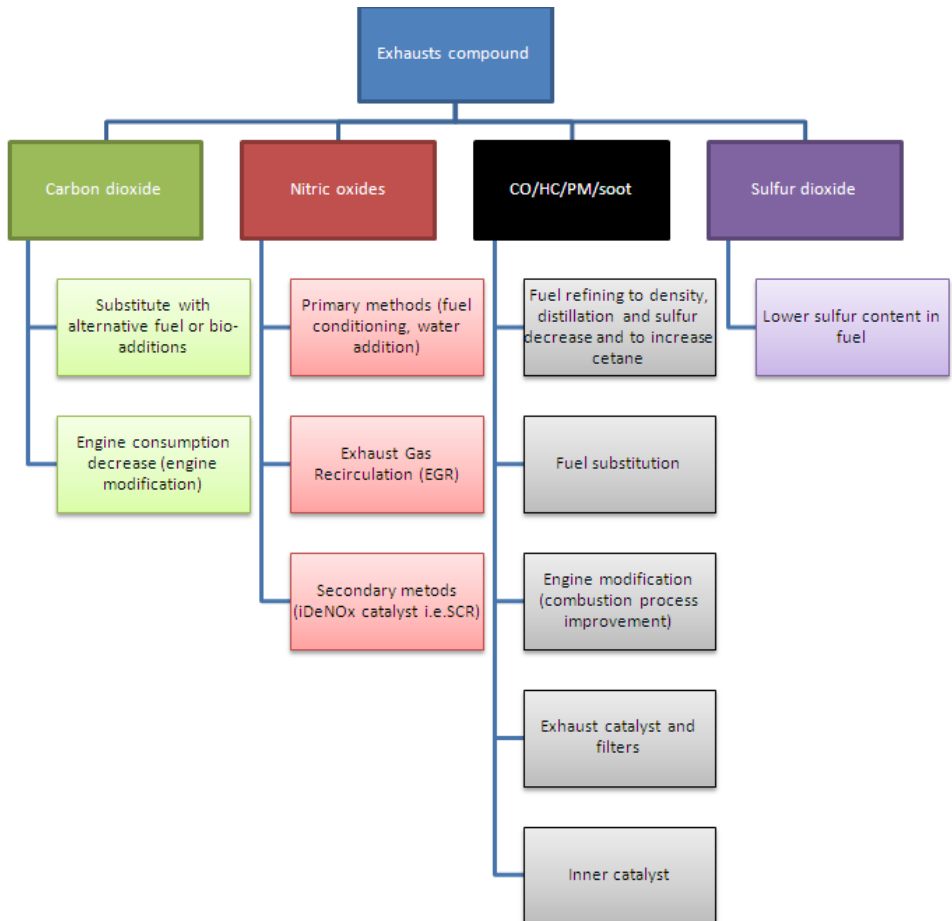 Exhausts compound
Carbon dioxide
Nitric oxides
CO/HC/PM/soot
Sulfur dioxide
Substitute with
alternative fuel or bio-
additions
Engine consumption
decrease (engine
modification)
Primary methods (fuel
conditioning, water
addition)
Exhaust Gas
Recirculation (EGR)
Secondary metods
(iDeNOx catalyst i.e.SCR)
Fuel refining to density,
distillation and sulfur
decrease and to increase
cetane
Fuel substitution
Engine modification
(combustion process
improvement)
Exhaust catalyst and
filters
Inner catalyst
Lower sulfur content in
fuel